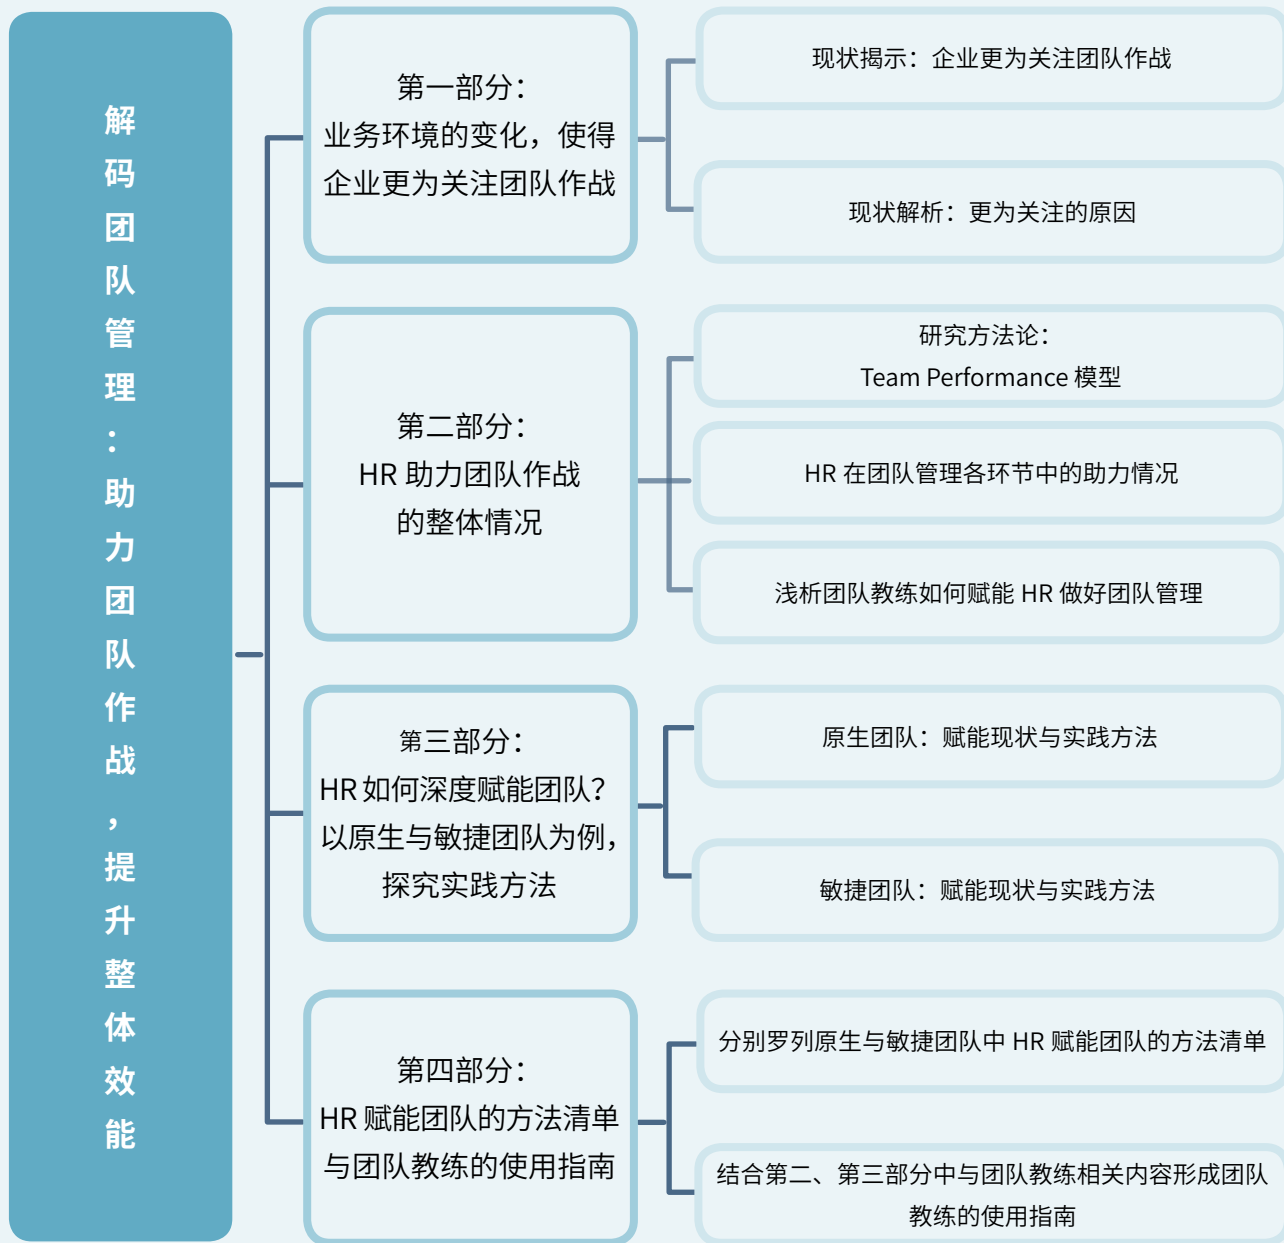 解码团队管理：助力团队作战，提升整体效能
第一部分：
业务环境的变化，使得
企业更为关注团队作战
现状揭示：企业更为关注团队作战
现状解析：更为关注的原因
第二部分：
HR 助力团队作战
的整体情况
研究方法论：
Team Performance 模型
HR 在团队管理各环节中的助力情况
浅析团队教练如何赋能 HR 做好团队管理
第三部分：
HR 如何深度赋能团队？
以原生与敏捷团队为例，
探究实践方法
原生团队：赋能现状与实践方法
敏捷团队：赋能现状与实践方法
第四部分：
HR 赋能团队的方法清单
与团队教练的使用指南
分别罗列原生与敏捷团队中 HR 赋能团队的方法清单
结合第二、第三部分中与团队教练相关内容形成团队
教练的使用指南